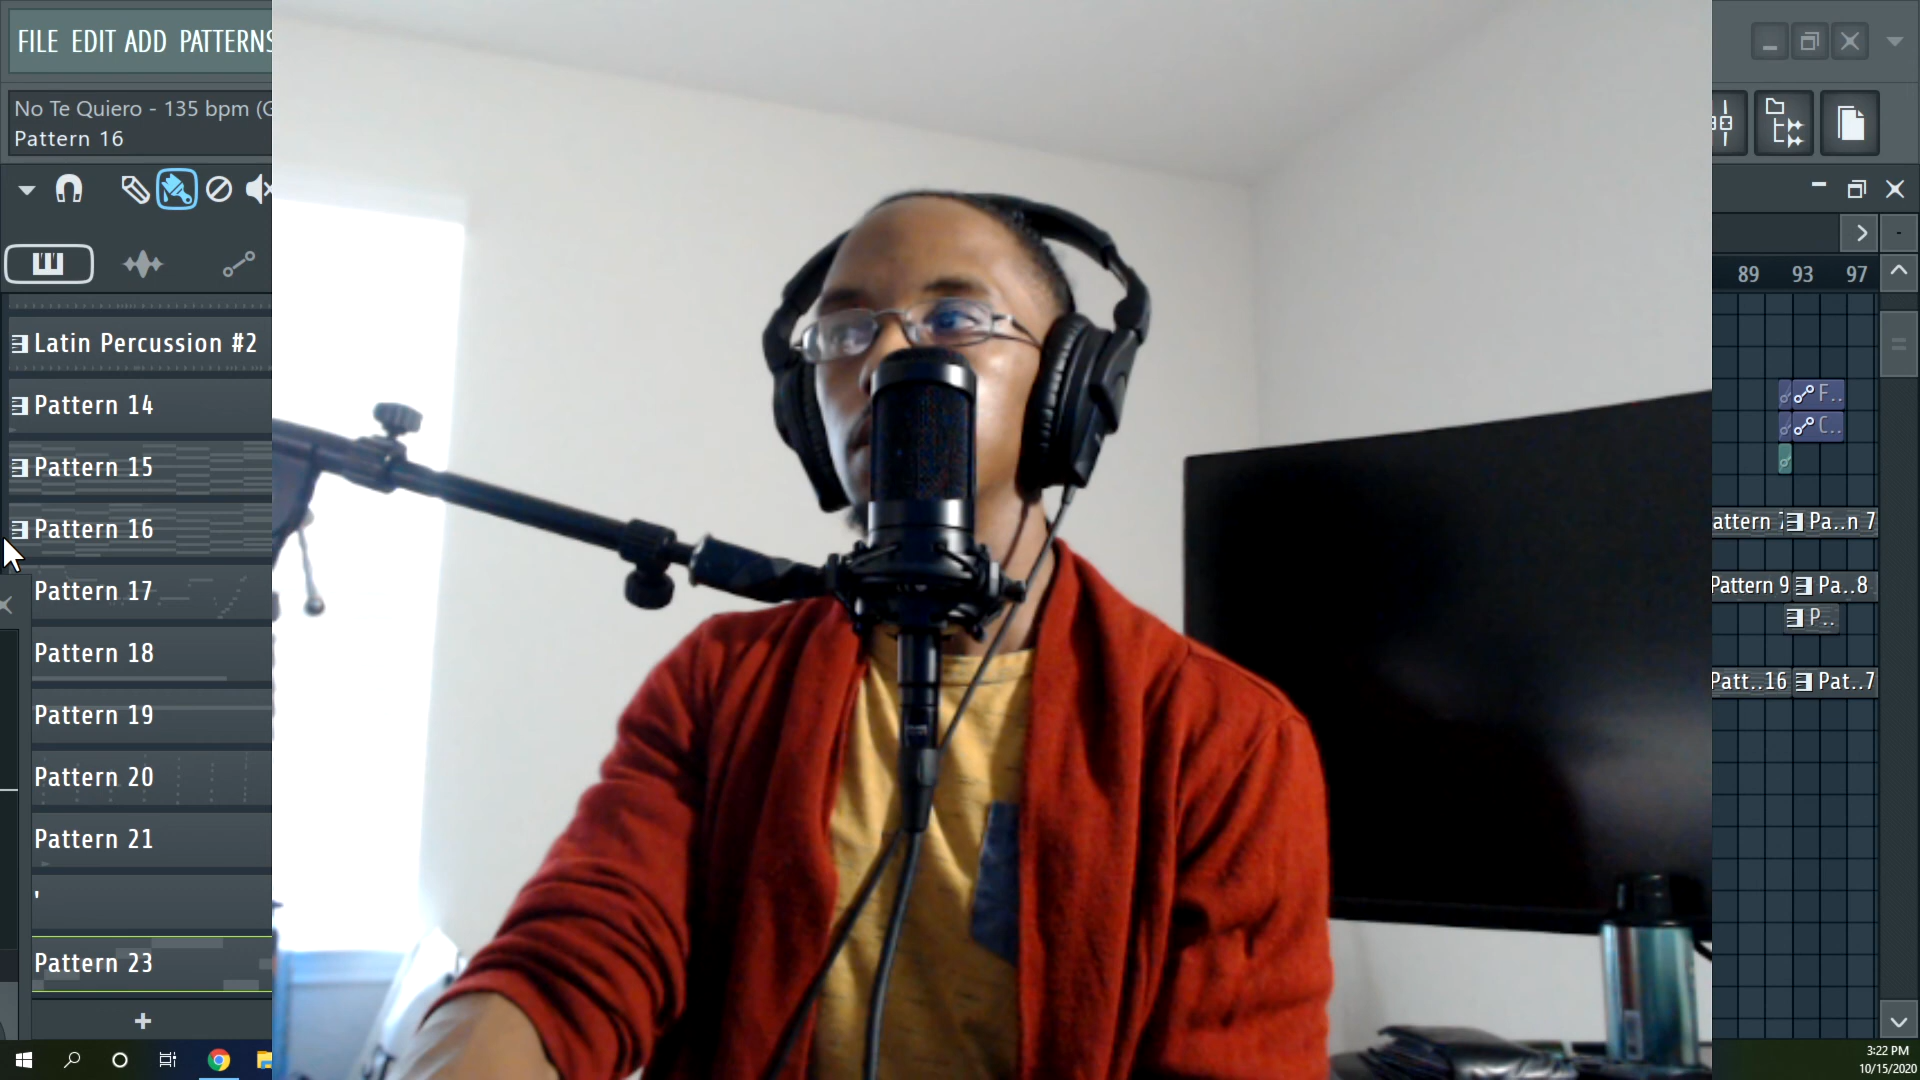 FILE EDIT ADD PATTERNS
No Te Quiero - 135 bpm (G
Pattern 16
89 93 97
Latin Percussion #2
Pattern 14
F..
C..
Pattern 15
Pattern 16
attern 7 Pa..n 7
Pattern 17
Pattern 9 Pa..8
P..
Pattern 18
Patt..16 Pat..7
Pattern 19
Pattern 20
Pattern 21
'
Pattern 23
+
3:22 PM
10/15/2020